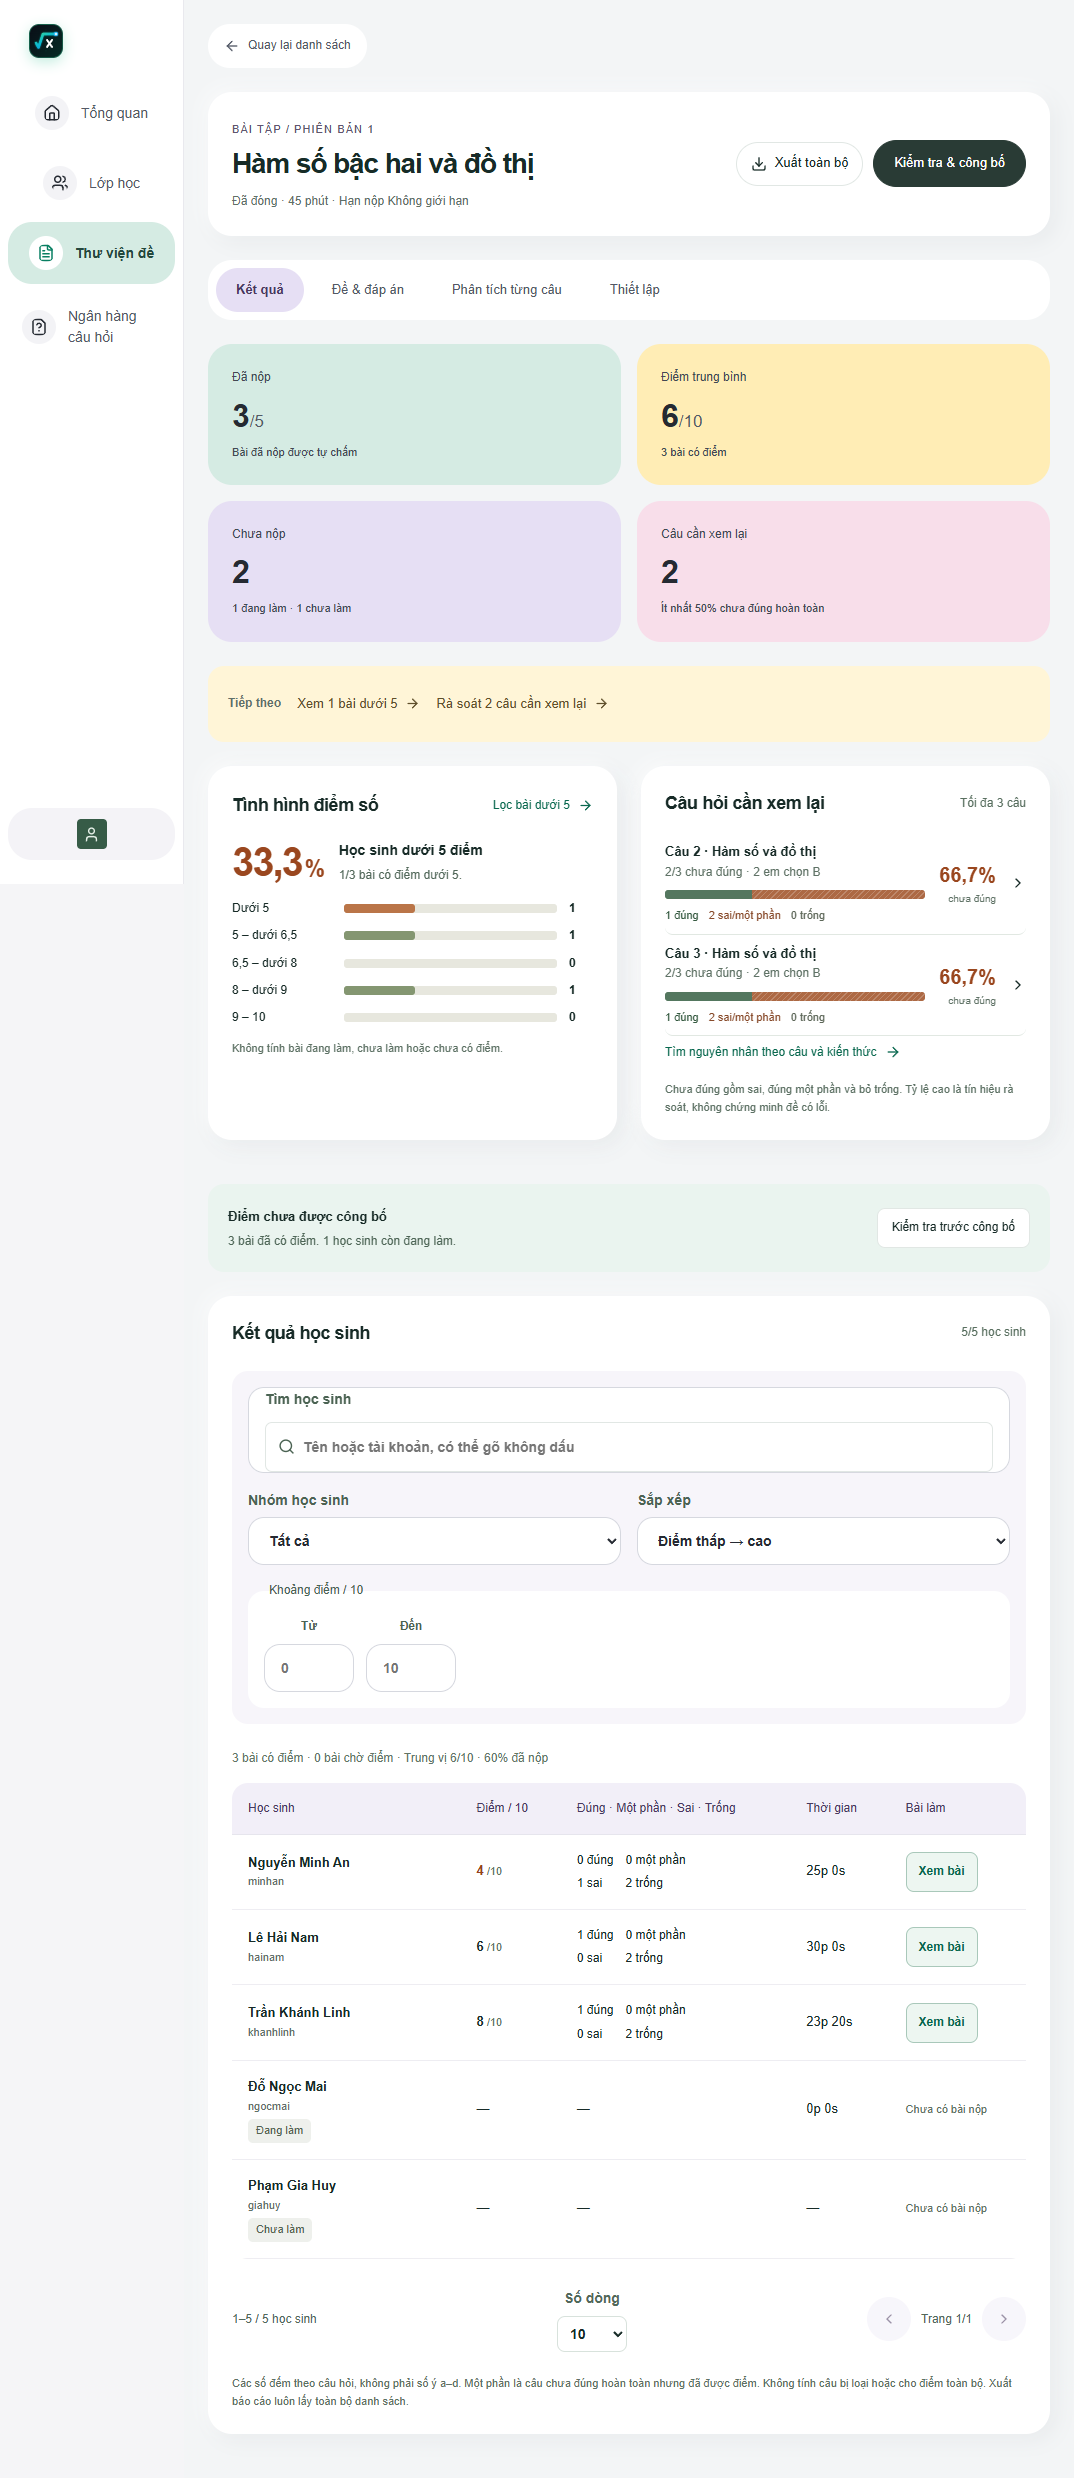 √x
Tổng quan
Lớp học
Thư viện đề
Ngân hàng
câu hỏi
Quay lại danh sách
BÀI TẬP / PHIÊN BẢN 1
Hàm số bậc hai và đồ thị
Đã đóng · 45 phút · Hạn nộp Không giới hạn
Xuất toàn bộ
Kiểm tra & công bố
Kết quả
Đề & đáp án
Phân tích từng câu
Thiết lập
Đã nộp
3/5
Bài đã nộp được tự chấm
Điểm trung bình
6/10
3 bài có điểm
Chưa nộp
2
1 đang làm · 1 chưa làm
Câu cần xem lại
2
Ít nhất 50% chưa đúng hoàn toàn
Tiếp theo
Xem 1 bài dưới 5 →
Rà soát 2 câu cần xem lại →
Tình hình điểm số
Lọc bài dưới 5 →
33,3%
Học sinh dưới 5 điểm
1/3 bài có điểm dưới 5.
Dưới 5 1
5 – dưới 6,5 1
6,5 – dưới 8 0
8 – dưới 9 1
9 – 10 0
Không tính bài đang làm, chưa làm hoặc chưa có điểm.
Câu hỏi cần xem lại
Tối đa 3 câu
Câu 2 · Hàm số và đồ thị
2/3 chưa đúng · 2 em chọn B
66,7%
chưa đúng
1 đúng 2 sai/một phần 0 trống
Câu 3 · Hàm số và đồ thị
2/3 chưa đúng · 2 em chọn B
66,7%
chưa đúng
1 đúng 2 sai/một phần 0 trống
Tìm nguyên nhân theo câu và kiến thức →
Chưa đúng gồm sai, đúng một phần và bỏ trống. Tỷ lệ cao là tín hiệu rà
soát, không chứng minh đề có lỗi.
Điểm chưa được công bố
3 bài đã có điểm. 1 học sinh còn đang làm.
Kiểm tra trước công bố
Kết quả học sinh
5/5 học sinh
Tìm học sinh
Tên hoặc tài khoản, có thể gõ không dấu
Nhóm học sinh
Tất cả
Sắp xếp
Điểm thấp → cao
Khoảng điểm / 10
Từ
Đến
0
10
3 bài có điểm · 0 bài chờ điểm · Trung vị 6/10 · 60% đã nộp
Học sinh Điểm / 10 Đúng · Một phần · Sai · Trống Thời gian Bài làm
Nguyễn Minh An
minhan
4 /10
0 đúng 0 một phần
1 sai 2 trống
25p 0s
Xem bài
Lê Hải Nam
hainam
6 /10
1 đúng 0 một phần
0 sai 2 trống
30p 0s
Xem bài
Trần Khánh Linh
khanhlinh
8 /10
1 đúng 0 một phần
0 sai 2 trống
23p 20s
Xem bài
Đỗ Ngọc Mai
ngocmai
Đang làm
—
—
0p 0s
Chưa có bài nộp
Phạm Gia Huy
giahuy
Chưa làm
—
—
—
Chưa có bài nộp
1–5 / 5 học sinh
Số dòng
10
Trang 1/1
Các số đếm theo câu hỏi, không phải số ý a–d. Một phần là câu chưa đúng hoàn toàn nhưng đã được điểm. Không tính câu bị loại hoặc cho điểm toàn bộ. Xuất
báo cáo luôn lấy toàn bộ danh sách.